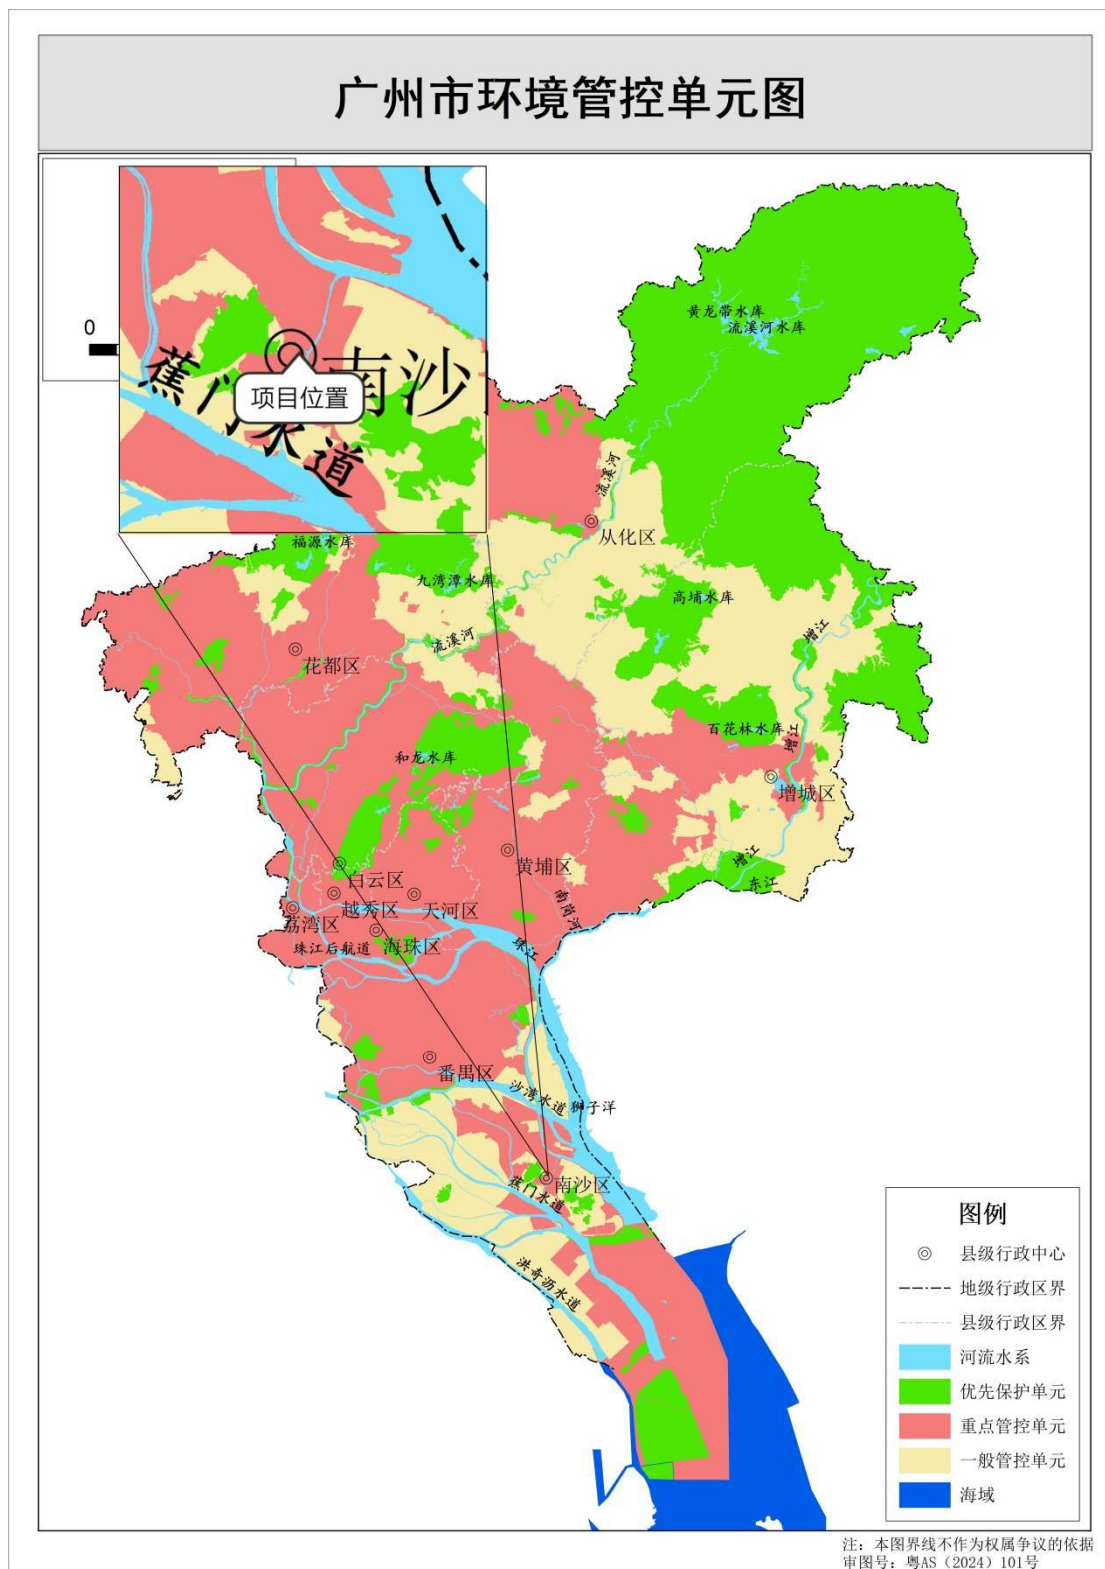 广州市环境管控单元图
0
南沙
蕉门水道
项目位置
黄龙带水库
流溪河水库
流溪河
从化区
福源水库
九湾潭水库
高埔水库
增江
流溪河
花都区
百花林水库
增江
和龙水库
增城区
黄埔区
增江
白云区
东江
越秀区
天河区
南岗河
荔湾区
海珠区
珠江后航道
珠江
番禺区
沙湾水道
狮子洋
南沙区
蕉门水道
洪奇沥水道
图例
县级行政中心
地级行政区界
县级行政区界
河流水系
优先保护单元
重点管控单元
一般管控单元
海域
注：本图界线不作为权属争议的依据
审图号：粤AS（2024）101号